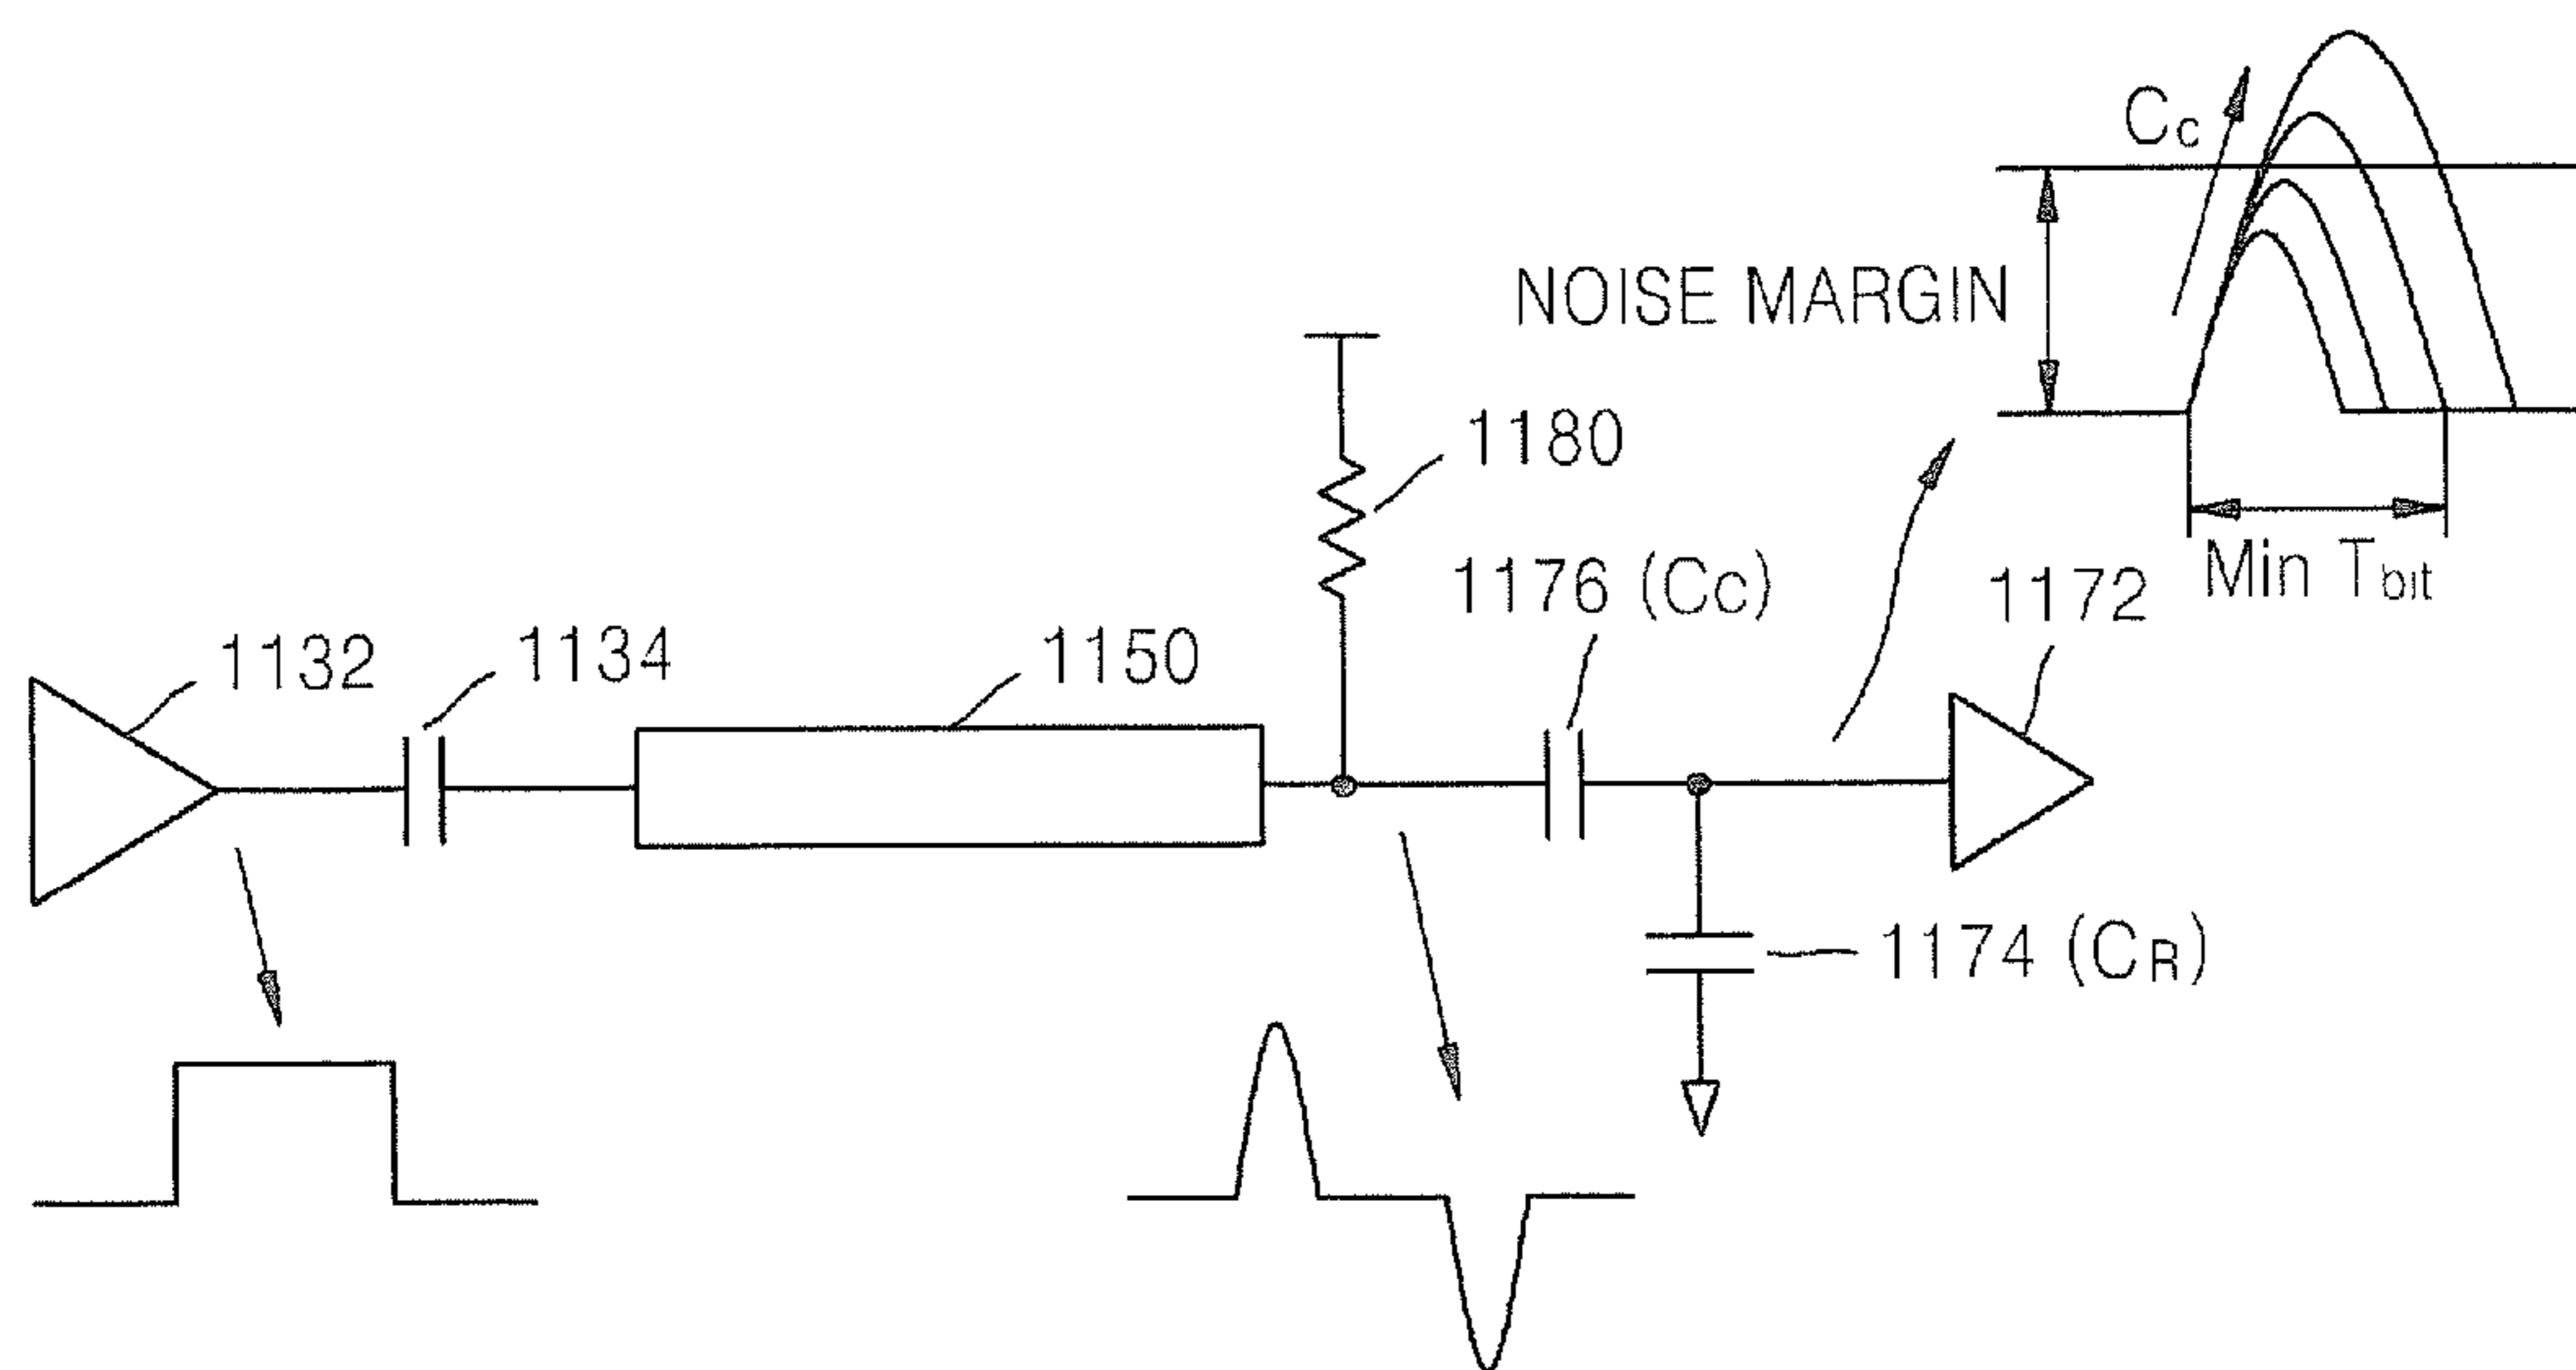 Cc
NOISE MARGIN
1180
1176 (Cc)
Min Tbit
1172
1132
1134
1150
1174 (CR)